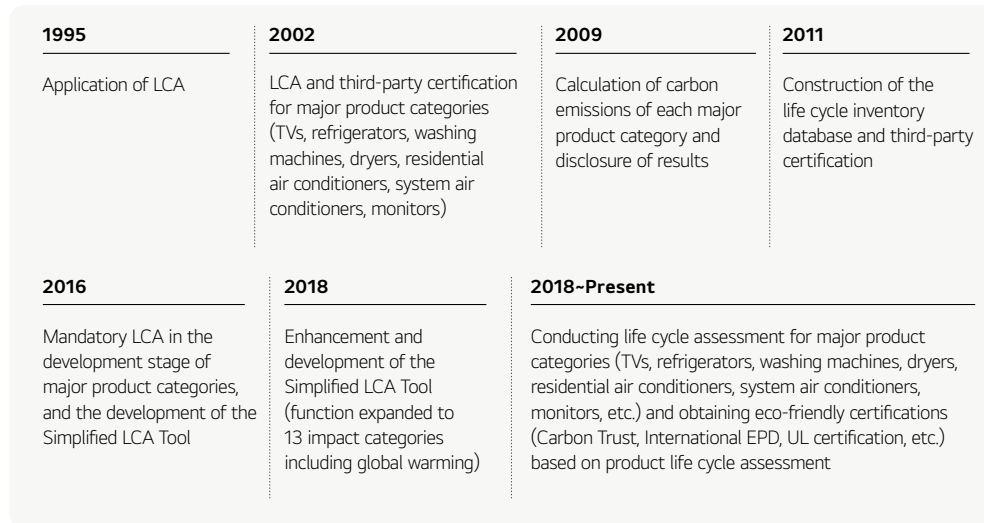 1995
Application of LCA
2002
LCA and third-party certification
for major product categories
(TVs, refrigerators, washing
machines, dryers, residential
air conditioners, system air
conditioners, monitors)
2009
Calculation of carbon
emissions of each major
product category and
disclosure of results
2011
Construction of the
life cycle inventory
database and third-party
certification
2016
Mandatory LCA in the
development stage of
major product categories,
and the development of the
Simplified LCA Tool
2018
Enhancement and
development of the
Simplified LCA Tool
(function expanded to
13 impact categories
including global warming)
2018~Present
Conducting life cycle assessment for major product
categories (TVs, refrigerators, washing machines, dryers,
residential air conditioners, system air conditioners,
monitors, etc.) and obtaining eco-friendly certifications
(Carbon Trust, International EPD, UL certification, etc.)
based on product life cycle assessment